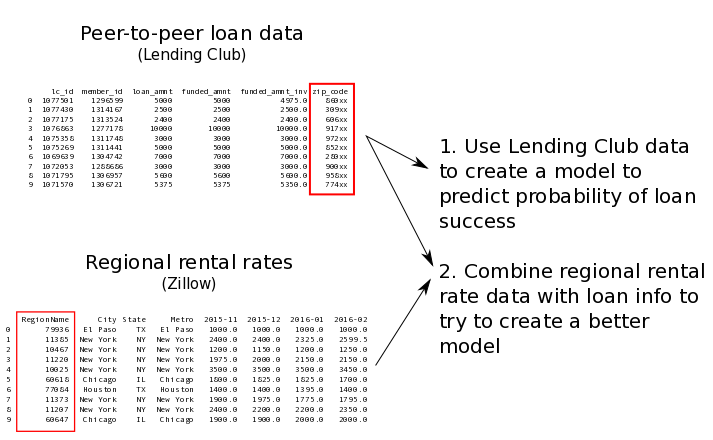 Peer-to-peer loan data
(Lending Club)
lc_id member_id loan_amnt funded_amnt funded_amnt_inv zip_code
0 1077501 1296599 5000 5000 4975.0 860xx
1 1077430 1314167 2500 2500 2500.0 309xx
2 1077175 1313524 2400 2400 2400.0 606xx
3 1076863 1277178 10000 10000 10000.0 917xx
4 1075358 1311748 3000 3000 3000.0 972xx
5 1075269 1311441 5000 5000 5000.0 852xx
6 1069639 1304742 7000 7000 7000.0 280xx
7 1072053 1288686 3000 3000 3000.0 900xx
8 1071795 1306957 5600 5600 5600.0 958xx
9 1071570 1306721 5375 5375 5350.0 774xx
1. Use Lending Club data
to create a model to
predict probability of loan
success
Regional rental rates
(Zillow)
2. Combine regional rental
rate data with loan info to
try to create a better
model
RegionName City State Metro 2015-11 2015-12 2016-01 2016-02
0 79936 El Paso TX El Paso 1000.0 1000.0 1000.0 1000.0
1 11385 New York NY New York 2400.0 2400.0 2325.0 2599.5
2 10467 New York NY New York 1200.0 1150.0 1200.0 1250.0
3 11220 New York NY New York 1975.0 2000.0 2150.0 2150.0
4 10025 New York NY New York 3500.0 3500.0 3500.0 3450.0
5 60618 Chicago IL Chicago 1800.0 1825.0 1825.0 1700.0
6 77084 Houston TX Houston 1400.0 1400.0 1395.0 1400.0
7 11373 New York NY New York 1900.0 1975.0 1775.0 1795.0
8 11207 New York NY New York 2400.0 2200.0 2200.0 2350.0
9 60647 Chicago IL Chicago 1900.0 1900.0 2000.0 2000.0